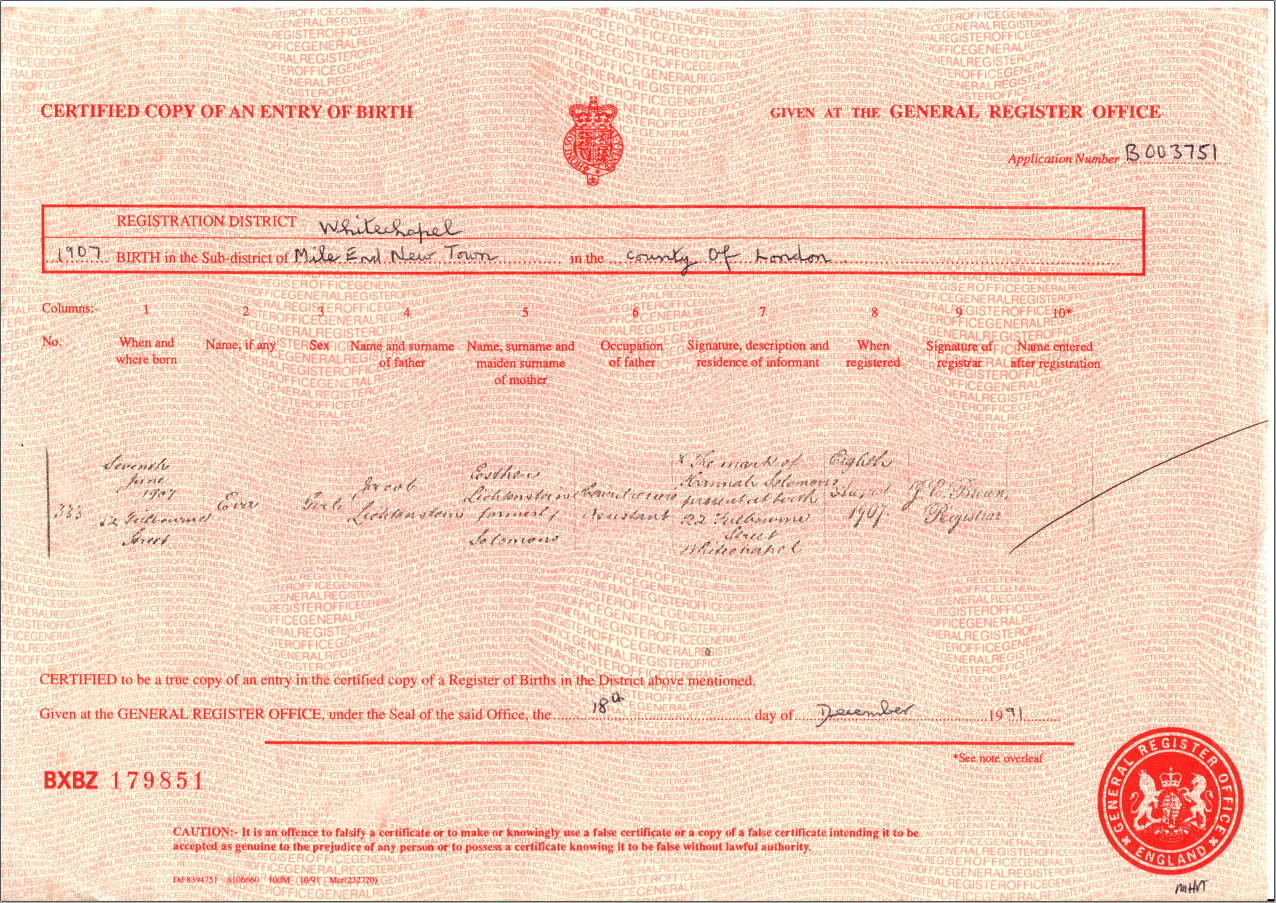 CERTIFIED COPY OF AN ENTRY OF BIRTH
GIVEN AT THE GENERAL REGISTER OFFICE
Application Number B003751
REGISTRATION DISTRICT Whitechapel
1907 BIRTH in the Sub-district of Mile End New Town in the County Of London
Columns:- 1 2 3 4 5 6 7 8 9 10*
No. When and where born Name, if any Sex Name and surname of father Name, surname and maiden surname of mother Occupation of father Signature, description and residence of informant When registered Signature of registrar Name entered after registration
383
Seventh
June
1907
Street
Eva
Girl
Jacob
Lichtenstein
Esther
Lichtenstein
formerly
Solomons
Assistant
X The mark of
Hannah Solomons
present at birth
22
Street
Whitechapel
Eighth
1907
J. C. Brown
Registrar
CERTIFIED to be a true copy of an entry in the certified copy of a Register of Births in the District above mentioned.
Given at the GENERAL REGISTER OFFICE, under the Seal of the said Office, the 18th day of December 1991
*See note overleaf
BXBZ 179851
CAUTION:- It is an offence to falsify a certificate or to make or knowingly use a false certificate or a copy of a false certificate intending it to be
accepted as genuine to the prejudice of any person or to possess a certificate knowing it to be false without lawful authority.
Dd 8394751 8106660 100M 10/91 Mcr(232720)
GENERAL REGISTER OFFICE
ENGLAND